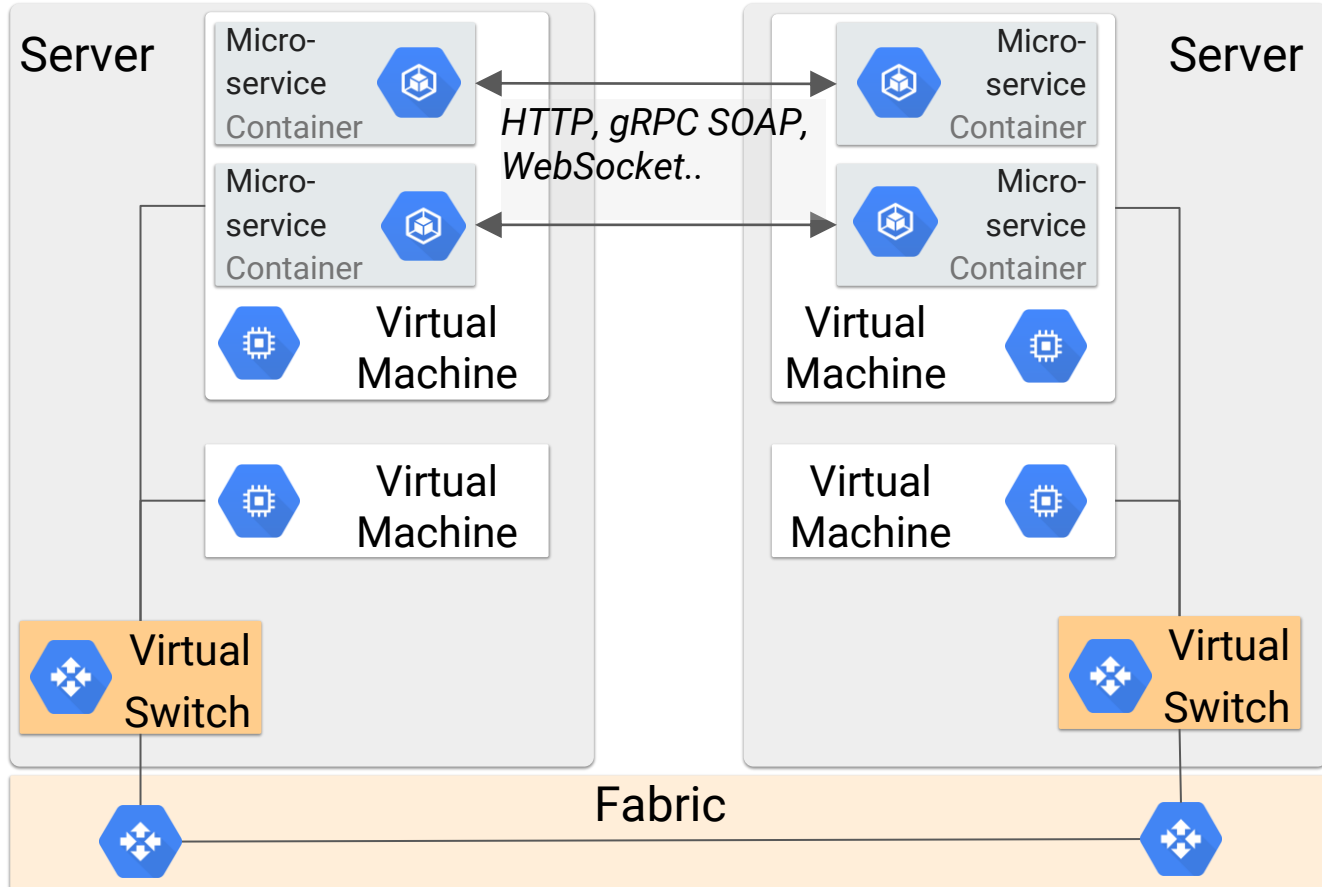 Server
Micro-
service
Container
Micro-
service
Container
Virtual
Machine
Virtual
Machine
Virtual
Switch
HTTP, gRPC SOAP,
WebSocket..
Server
Micro-
service
Container
Micro-
service
Container
Virtual
Machine
Virtual
Machine
Virtual
Switch
Fabric